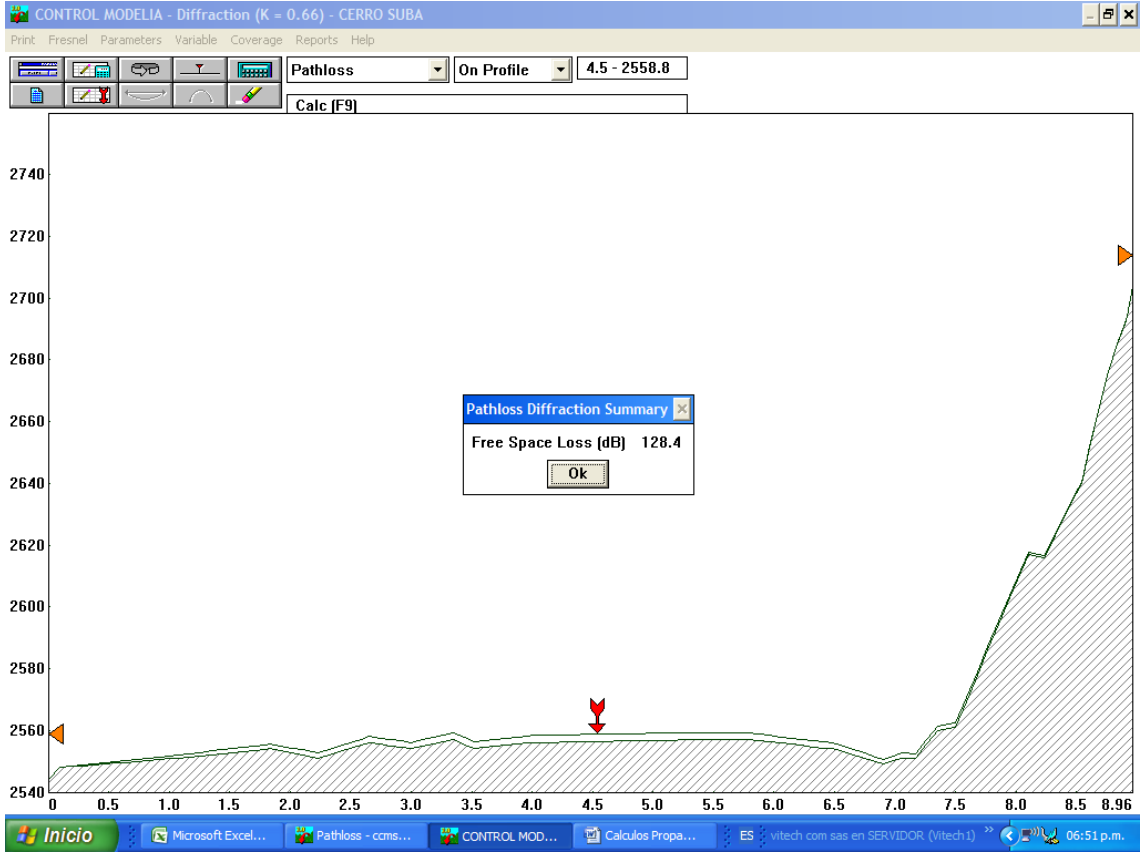 CONTROL MODELIA - Diffraction (K = 0.66) - CERRO SUBA
Print Fresnel Parameters Variable Coverage Reports Help
Pathloss On Profile 4.5 - 2558.8
Calc (F9)
2740
2720
2700
2680
2660
2640
2620
2600
2580
2560
2540
Pathloss Diffraction Summary
Free Space Loss (dB) 128.4
Ok
0 0.5 1.0 1.5 2.0 2.5 3.0 3.5 4.0 4.5 5.0 5.5 6.0 6.5 7.0 7.5 8.0 8.5 8.96
Inicio Microsoft Excel... Pathloss - ccms... CONTROL MOD... Calculos Propa... ES vitech com sas en SERVIDOR (Vitech1) » 06:51 p.m.